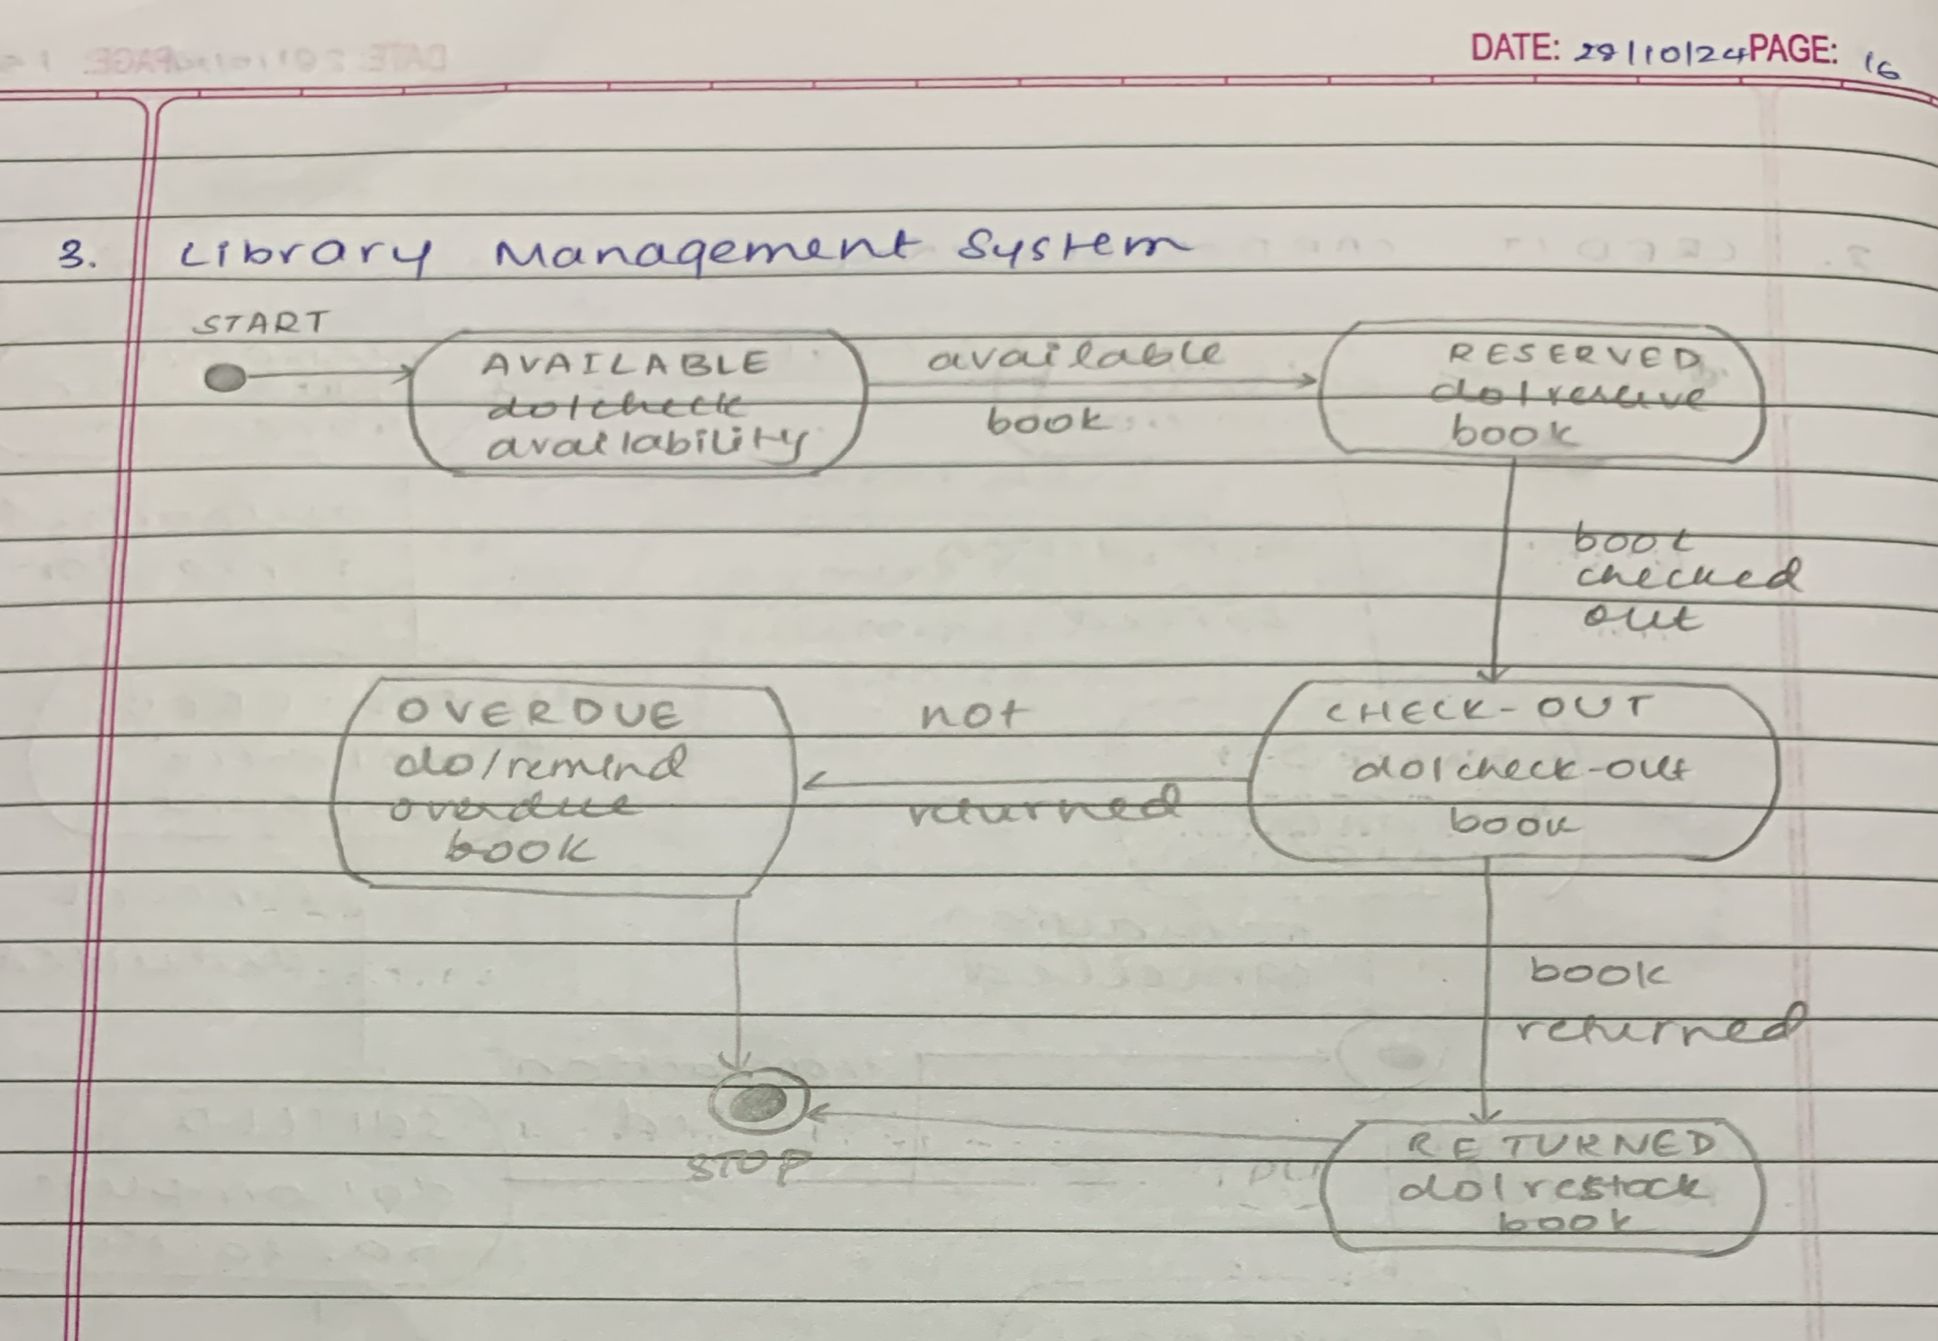 DATE: 29/10/24 PAGE: 16
3. Library Management System
START
AVAILABLE
do/check
availability
available
book
RESERVED
do/reserve
book
book
checked
out
OVERDUE
do/remind
overdue
book
not
returned
CHECK-OUT
do/check-out
book
book
returned
STOP
RETURNED
do/restock
book